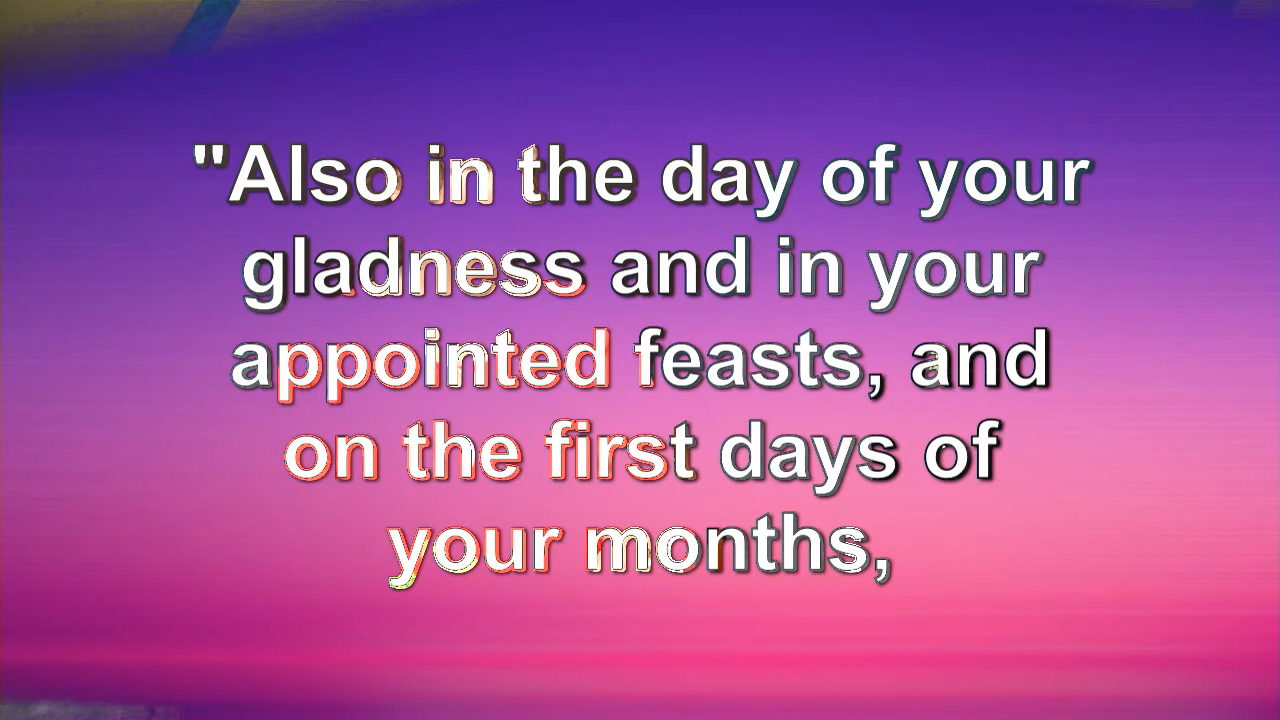 "Also in the day of your
gladness and in your
appointed feasts, and
on the first days of
your months,